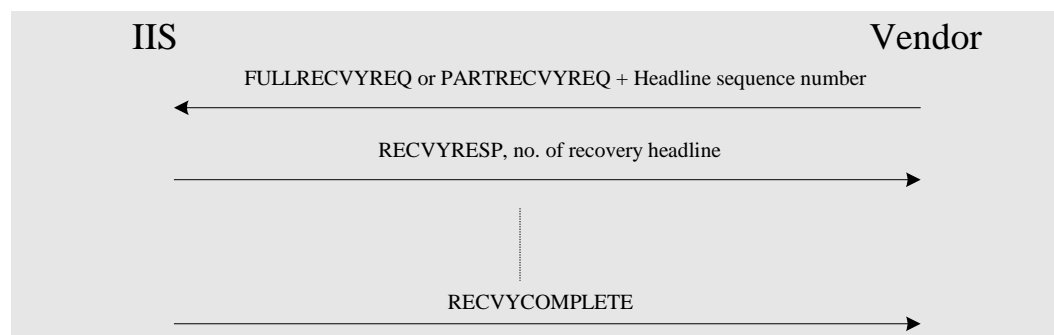 IIS
Vendor
FULLRECVYREQ or PARTRECVYREQ + Headline sequence number
RECVYRESP, no. of recovery headline
RECVYCOMPLETE